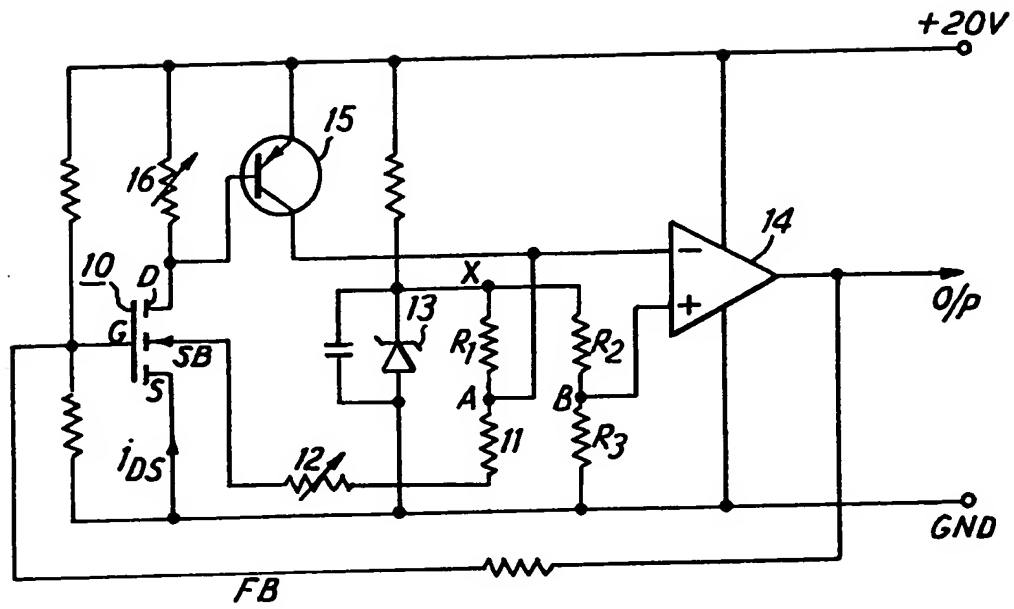 +20V
15
16
14
10
D
X
13
−
+
O/P
G
SB
S
R1
R2
A
B
11
R3
iDS
12
GND
FB